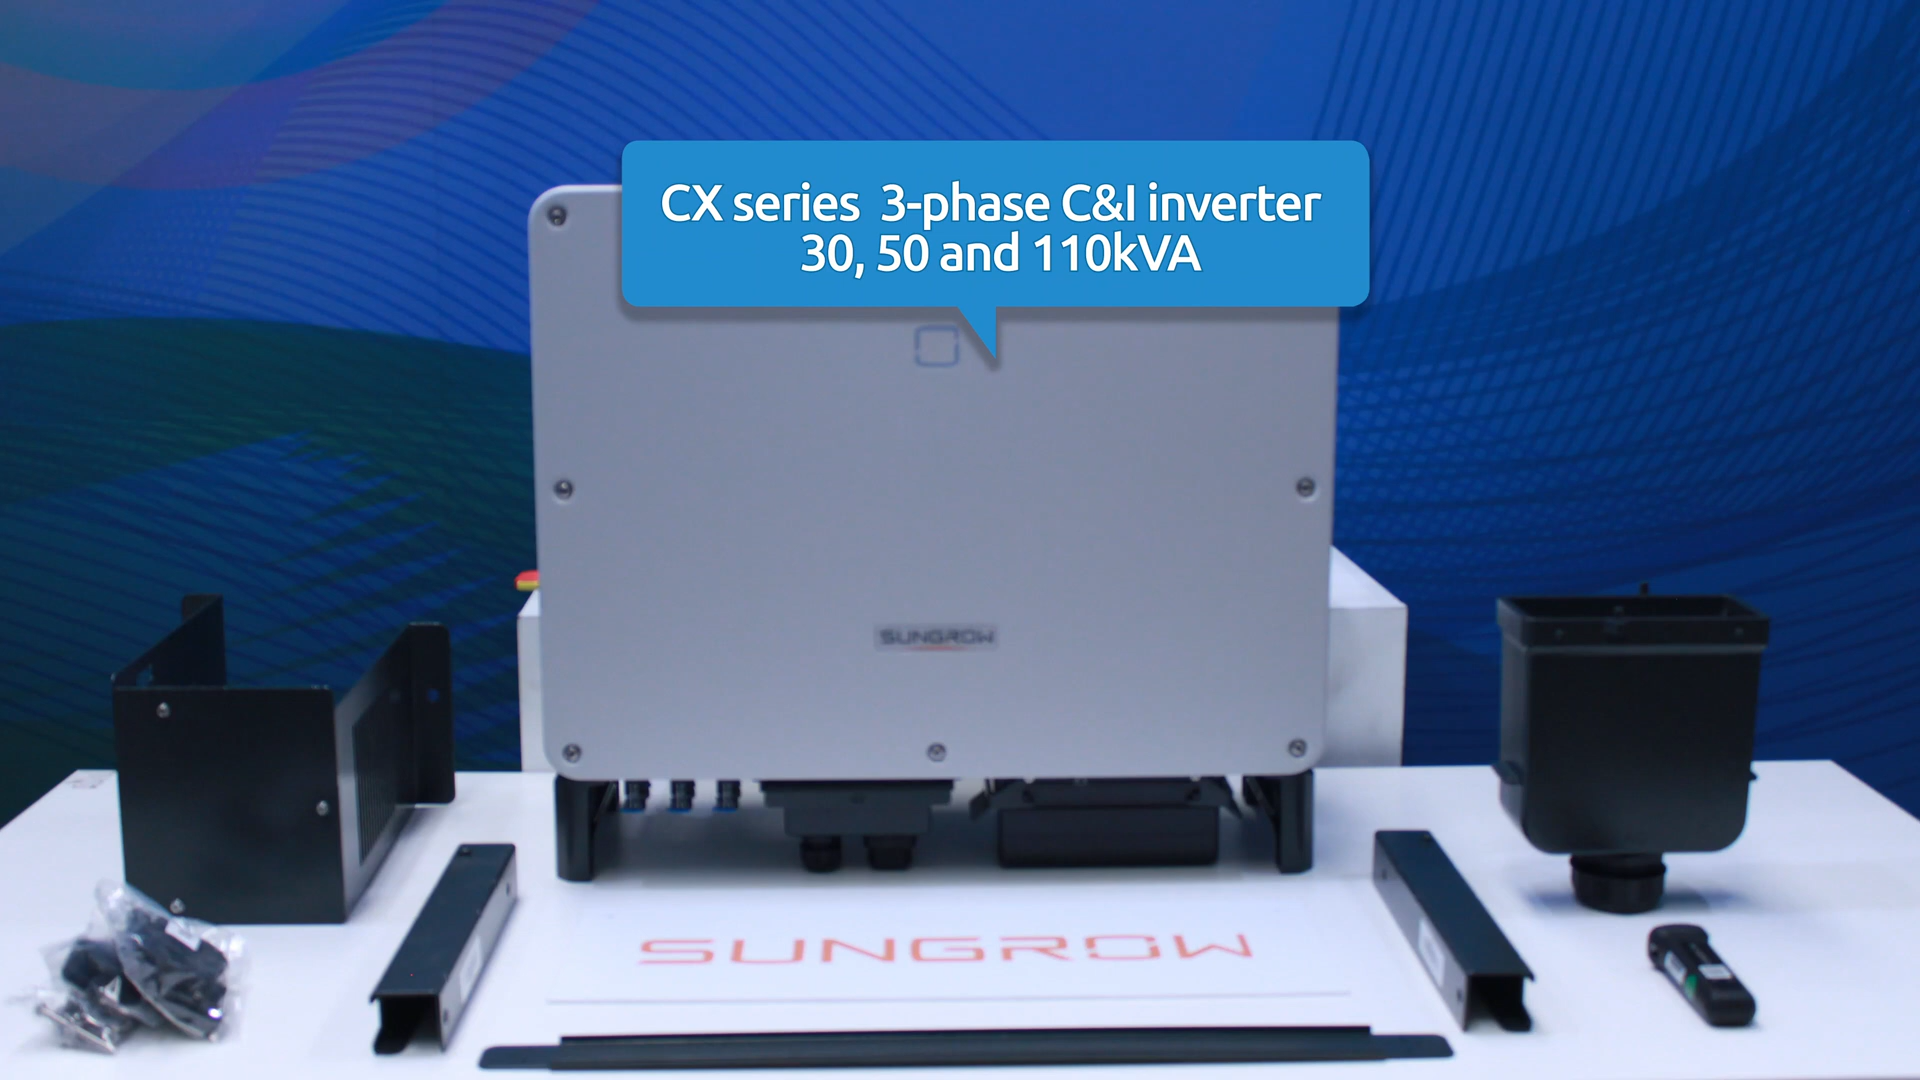 CX series 3-phase C&I inverter
30, 50 and 110kVA
SUNGROW
SUNGROW